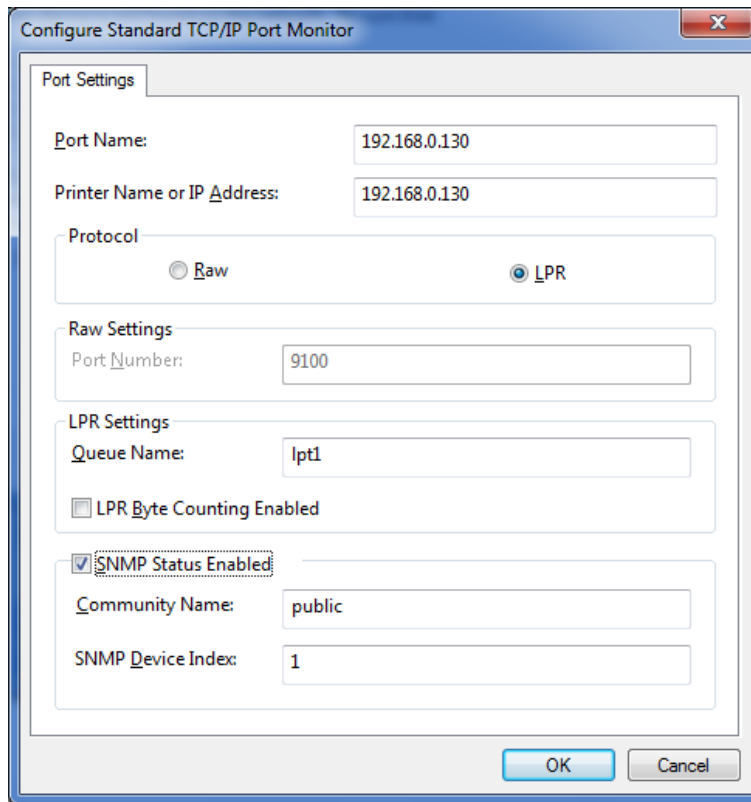 Configure Standard TCP/IP Port Monitor
Port Settings
Port Name: 192.168.0.130
Printer Name or IP Address: 192.168.0.130
Protocol
Raw LPR
Raw Settings
Port Number: 9100
LPR Settings
Queue Name: lpt1
LPR Byte Counting Enabled
SNMP Status Enabled
Community Name: public
SNMP Device Index: 1
OK Cancel